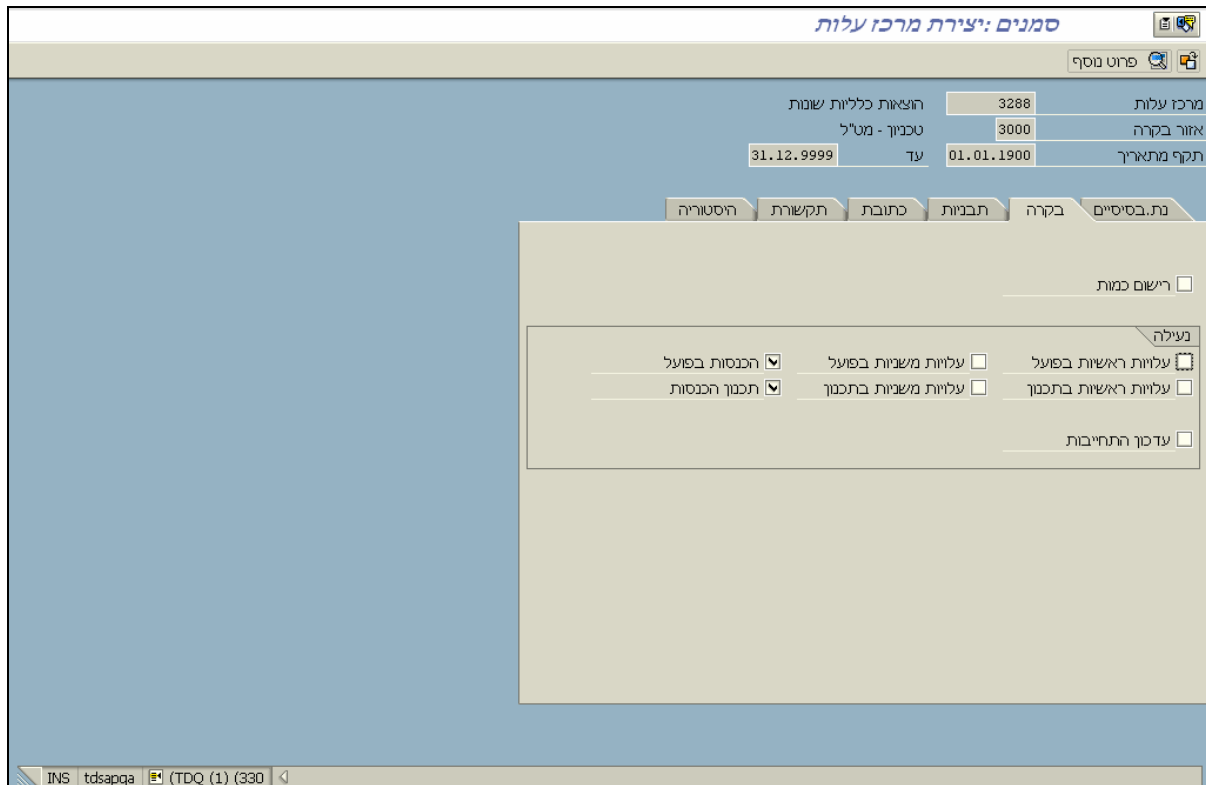 סמנים :יצירת מרכז עלות
פרוט נוסף
מרכז עלות 3288 הוצאות כלליות שונות
אזור בקרה 3000 טכניון - מט"ל
תקף מתאריך 01.01.1900 עד 31.12.9999
נת.בסיסיים בקרה תבניות כתובת תקשורת היסטוריה
רישום כמות
נעילה
עלויות ראשיות בפועל עלויות משניות בפועל הכנסות בפועל
עלויות ראשיות בתכנון עלויות משניות בתכנון תכנון הכנסות
עדכון התחייבות
INS tdsapqa (TDQ (1) (330